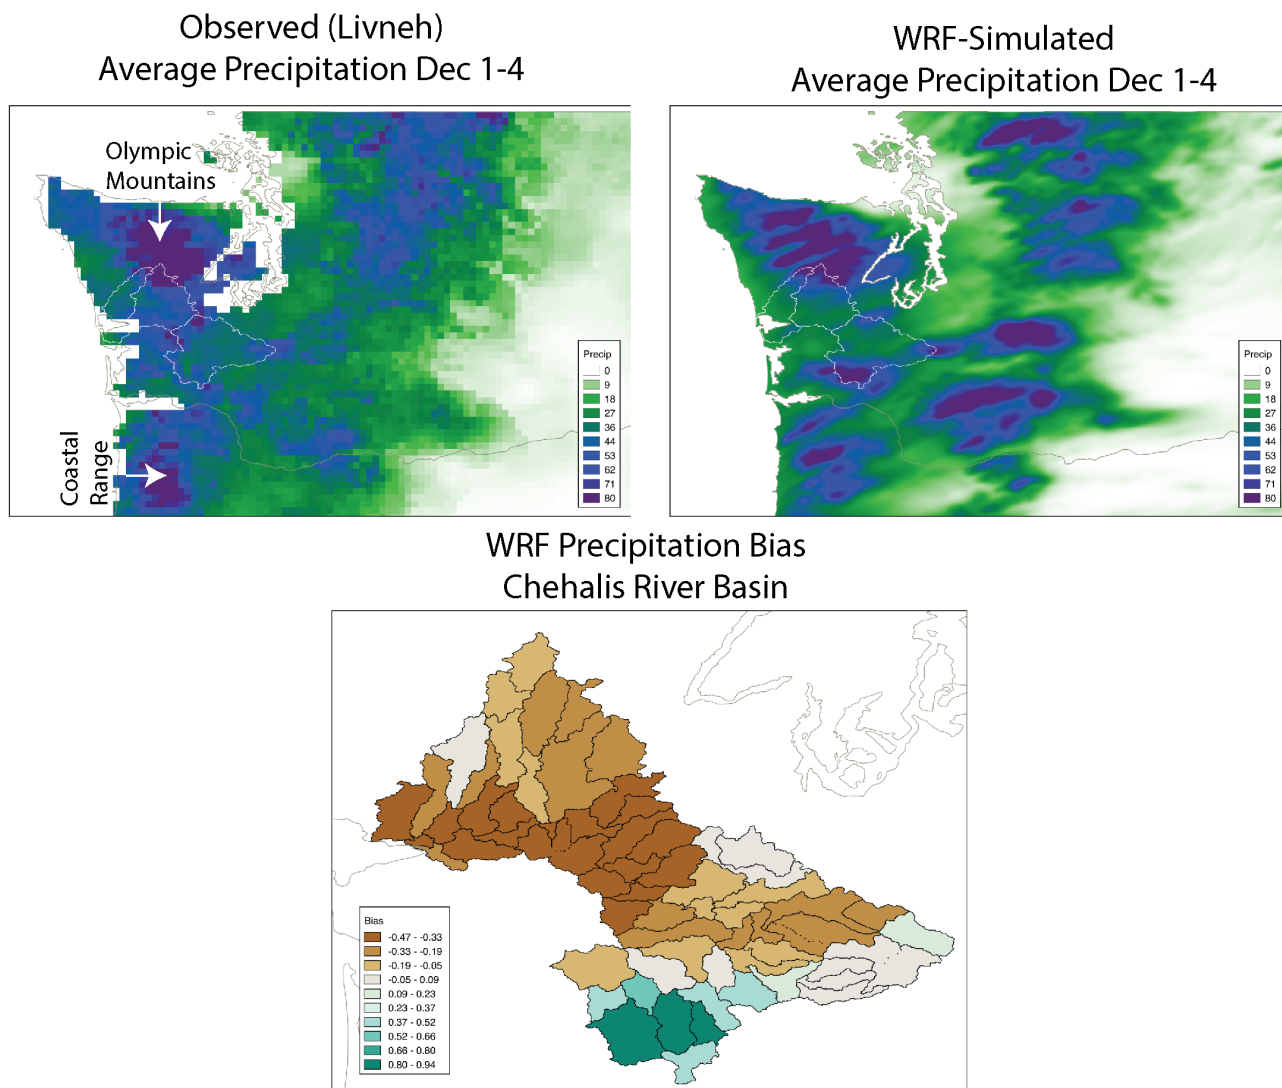 Observed (Livneh)
Average Precipitation Dec 1-4
WRF-Simulated
Average Precipitation Dec 1-4
Olympic
Mountains
Coastal
Range
Precip
0
9
18
27
36
44
53
62
71
80
Precip
0
9
18
27
36
44
53
62
71
80
WRF Precipitation Bias
Chehalis River Basin
Bias
-0.47 - -0.33
-0.33 - -0.19
-0.19 - -0.05
-0.05 - 0.09
0.09 - 0.23
0.23 - 0.37
0.37 - 0.52
0.52 - 0.66
0.66 - 0.80
0.80 - 0.94